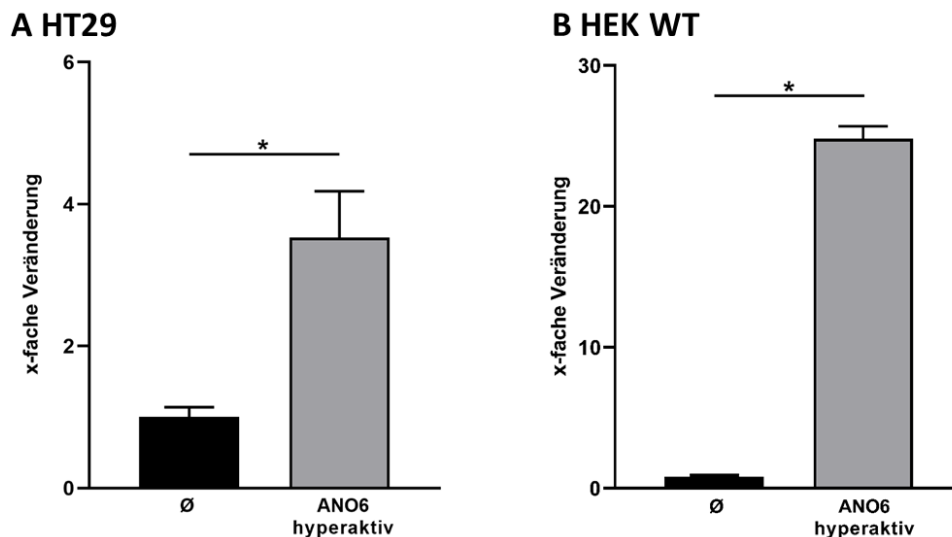 A HT29
x-fache Veränderung
6
4
2
0
*
Ø
ANO6
hyperaktiv
B HEK WT
x-fache Veränderung
30
20
10
0
*
Ø
ANO6
hyperaktiv